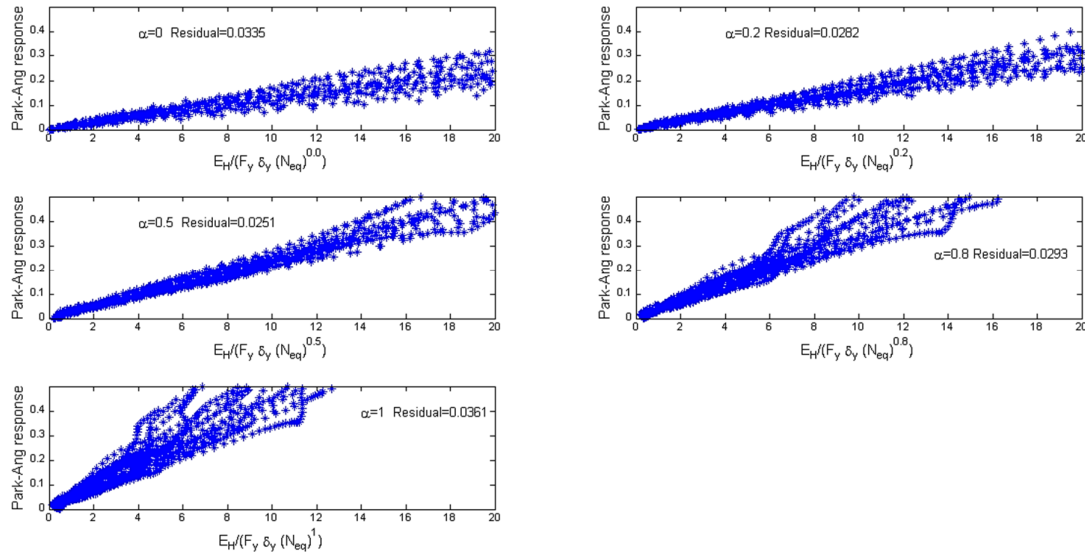 Park-Ang response
0.4
0.3
0.2
0.1
0
α=0 Residual=0.0335
0 2 4 6 8 10 12 14 16 18 20
E_H/(F_y δ_y (N_eq)^0.0)
Park-Ang response
0.4
0.3
0.2
0.1
0
α=0.2 Residual=0.0282
0 2 4 6 8 10 12 14 16 18 20
E_H/(F_y δ_y (N_eq)^0.2)
Park-Ang response
0.4
0.3
0.2
0.1
0
α=0.5 Residual=0.0251
0 2 4 6 8 10 12 14 16 18 20
E_H/(F_y δ_y (N_eq)^0.5)
Park-Ang response
0.4
0.3
0.2
0.1
0
α=0.8 Residual=0.0293
0 2 4 6 8 10 12 14 16 18 20
E_H/(F_y δ_y (N_eq)^0.8)
Park-Ang response
0.4
0.3
0.2
0.1
0
α=1 Residual=0.0361
0 2 4 6 8 10 12 14 16 18 20
E_H/(F_y δ_y (N_eq)^1)